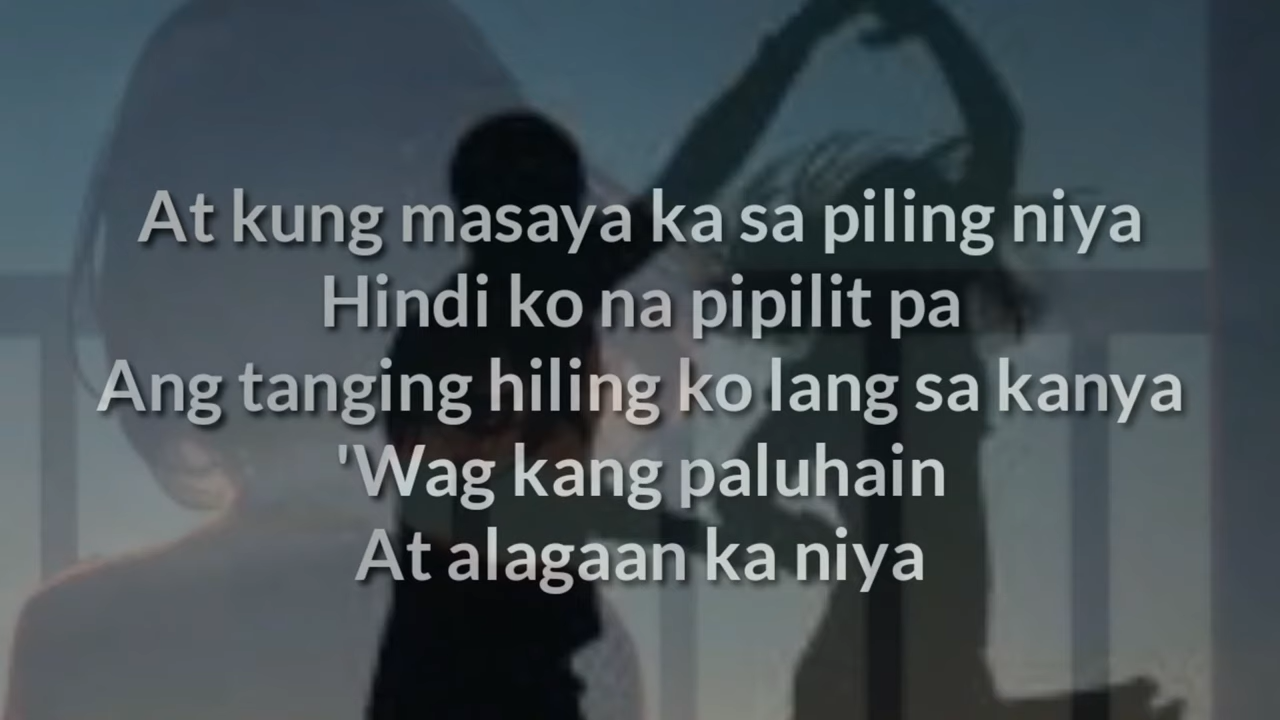 At kung masaya ka sa piling niya
Hindi ko na pipilit pa
Ang tanging hiling ko lang sa kanya
'Wag kang paluhain
At alagaan ka niya